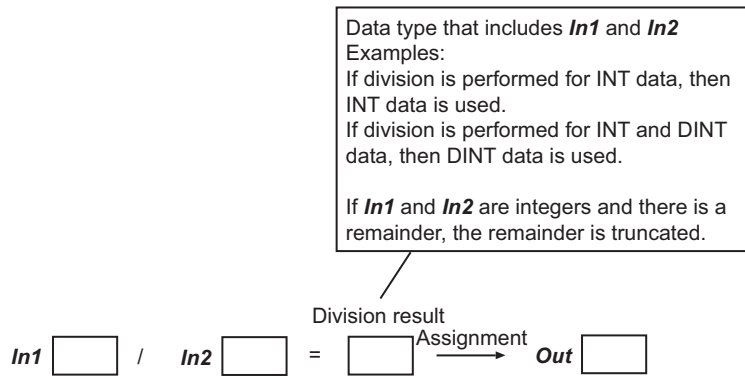 Data type that includes In1 and In2
Examples:
If division is performed for INT data, then
INT data is used.
If division is performed for INT and DINT
data, then DINT data is used.
If In1 and In2 are integers and there is a
remainder, the remainder is truncated.
Division result
In1 / In2 = Assignment Out